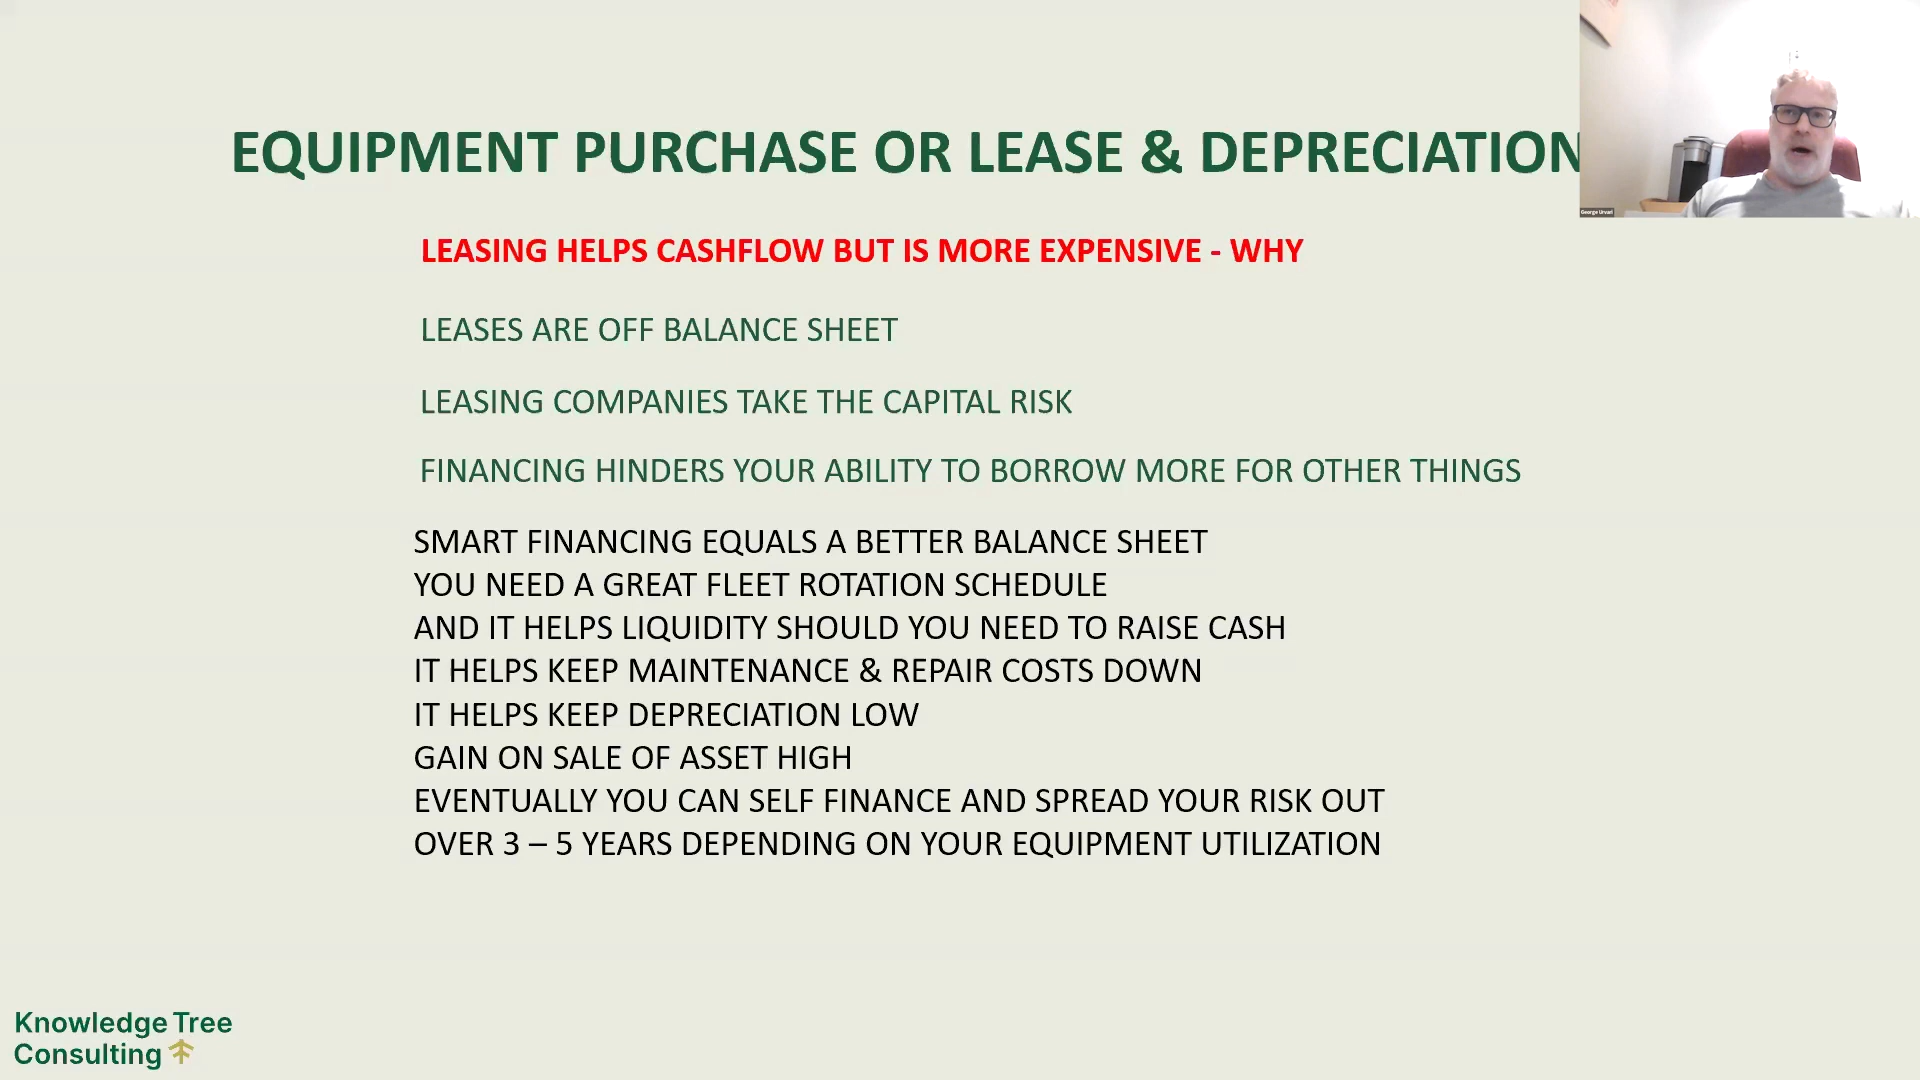 EQUIPMENT PURCHASE OR LEASE & DEPRECIATION
George Urvari
LEASING HELPS CASHFLOW BUT IS MORE EXPENSIVE - WHY
LEASES ARE OFF BALANCE SHEET
LEASING COMPANIES TAKE THE CAPITAL RISK
FINANCING HINDERS YOUR ABILITY TO BORROW MORE FOR OTHER THINGS
SMART FINANCING EQUALS A BETTER BALANCE SHEET
YOU NEED A GREAT FLEET ROTATION SCHEDULE
AND IT HELPS LIQUIDITY SHOULD YOU NEED TO RAISE CASH
IT HELPS KEEP MAINTENANCE & REPAIR COSTS DOWN
IT HELPS KEEP DEPRECIATION LOW
GAIN ON SALE OF ASSET HIGH
EVENTUALLY YOU CAN SELF FINANCE AND SPREAD YOUR RISK OUT
OVER 3 – 5 YEARS DEPENDING ON YOUR EQUIPMENT UTILIZATION
Knowledge Tree
Consulting